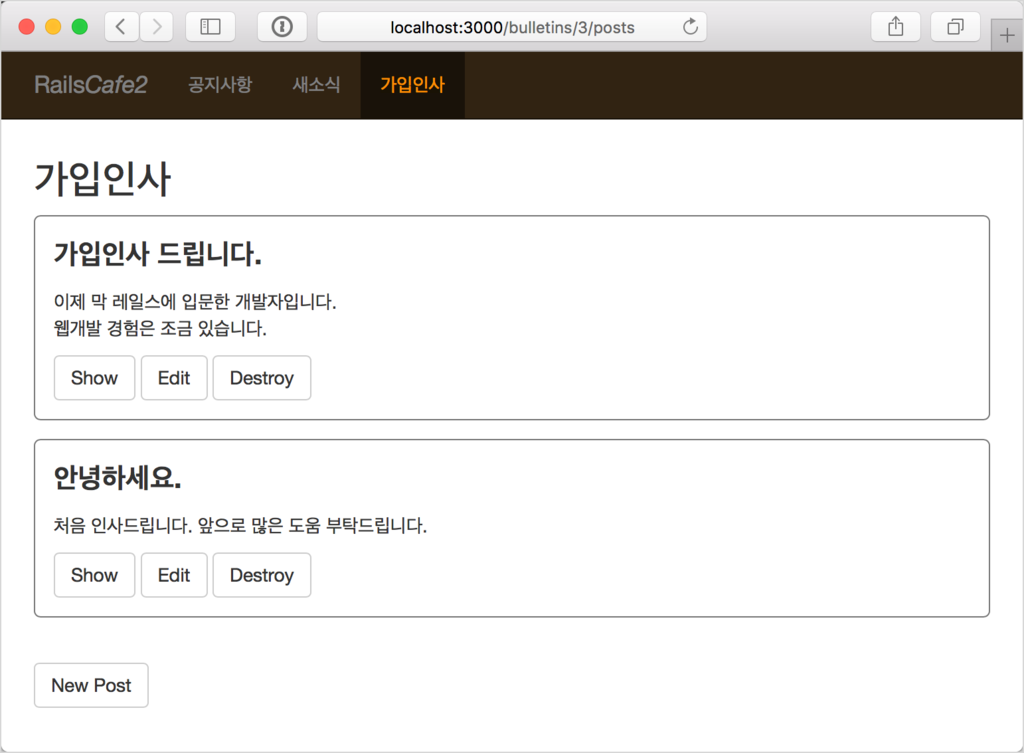 localhost:3000/bulletins/3/posts
RailsCafe2 공지사항 새소식 가입인사
가입인사
가입인사 드립니다.
이제 막 레일스에 입문한 개발자입니다.
웹개발 경험은 조금 있습니다.
Show Edit Destroy
안녕하세요.
처음 인사드립니다. 앞으로 많은 도움 부탁드립니다.
Show Edit Destroy
New Post